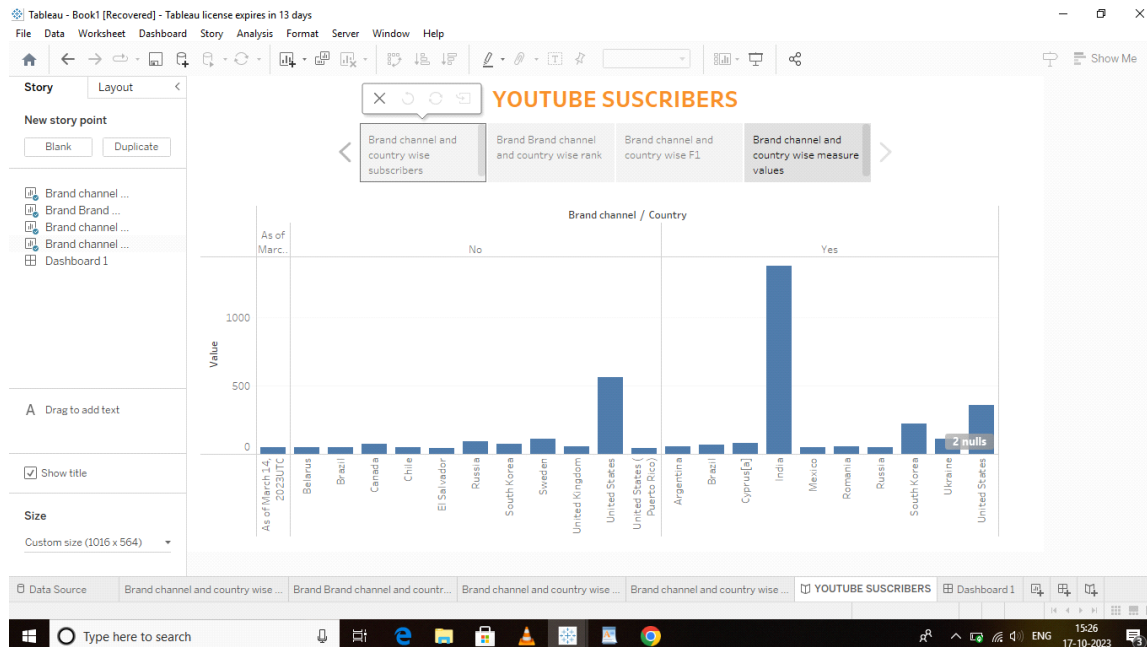 Tableau - Book1 [Recovered] - Tableau license expires in 13 days
File Data Worksheet Dashboard Story Analysis Format Server Window Help
Show Me
Story Layout
New story point
Blank Duplicate
Brand channel ...
Brand Brand ...
Brand channel ...
Brand channel ...
Dashboard 1
A Drag to add text
Show title
Size
Custom size (1016 x 564)
YOUTUBE SUSCRIBERS
Brand channel and
country wise
subscribers
Brand Brand channel
and country wise rank
Brand channel and
country wise F1
Brand channel and
country wise measure
values
Brand channel / Country
As of
Marc..
No
Yes
Value
1000
500
0
2 nulls
As of March 14,
2023UTC
Belarus
Brazil
Canada
Chile
El Salvador
Russia
South Korea
Sweden
United Kingdom
United States
United States (
Puerto Rico)
Argentina
Brazil
Cyprus[a]
India
Mexico
Romania
Russia
South Korea
Ukraine
United States
Data Source
Brand channel and country wise ...
Brand Brand channel and countr...
Brand channel and country wise ...
Brand channel and country wise ...
YOUTUBE SUSCRIBERS
Dashboard 1
Type here to search
ENG
15:26
17-10-2023
3